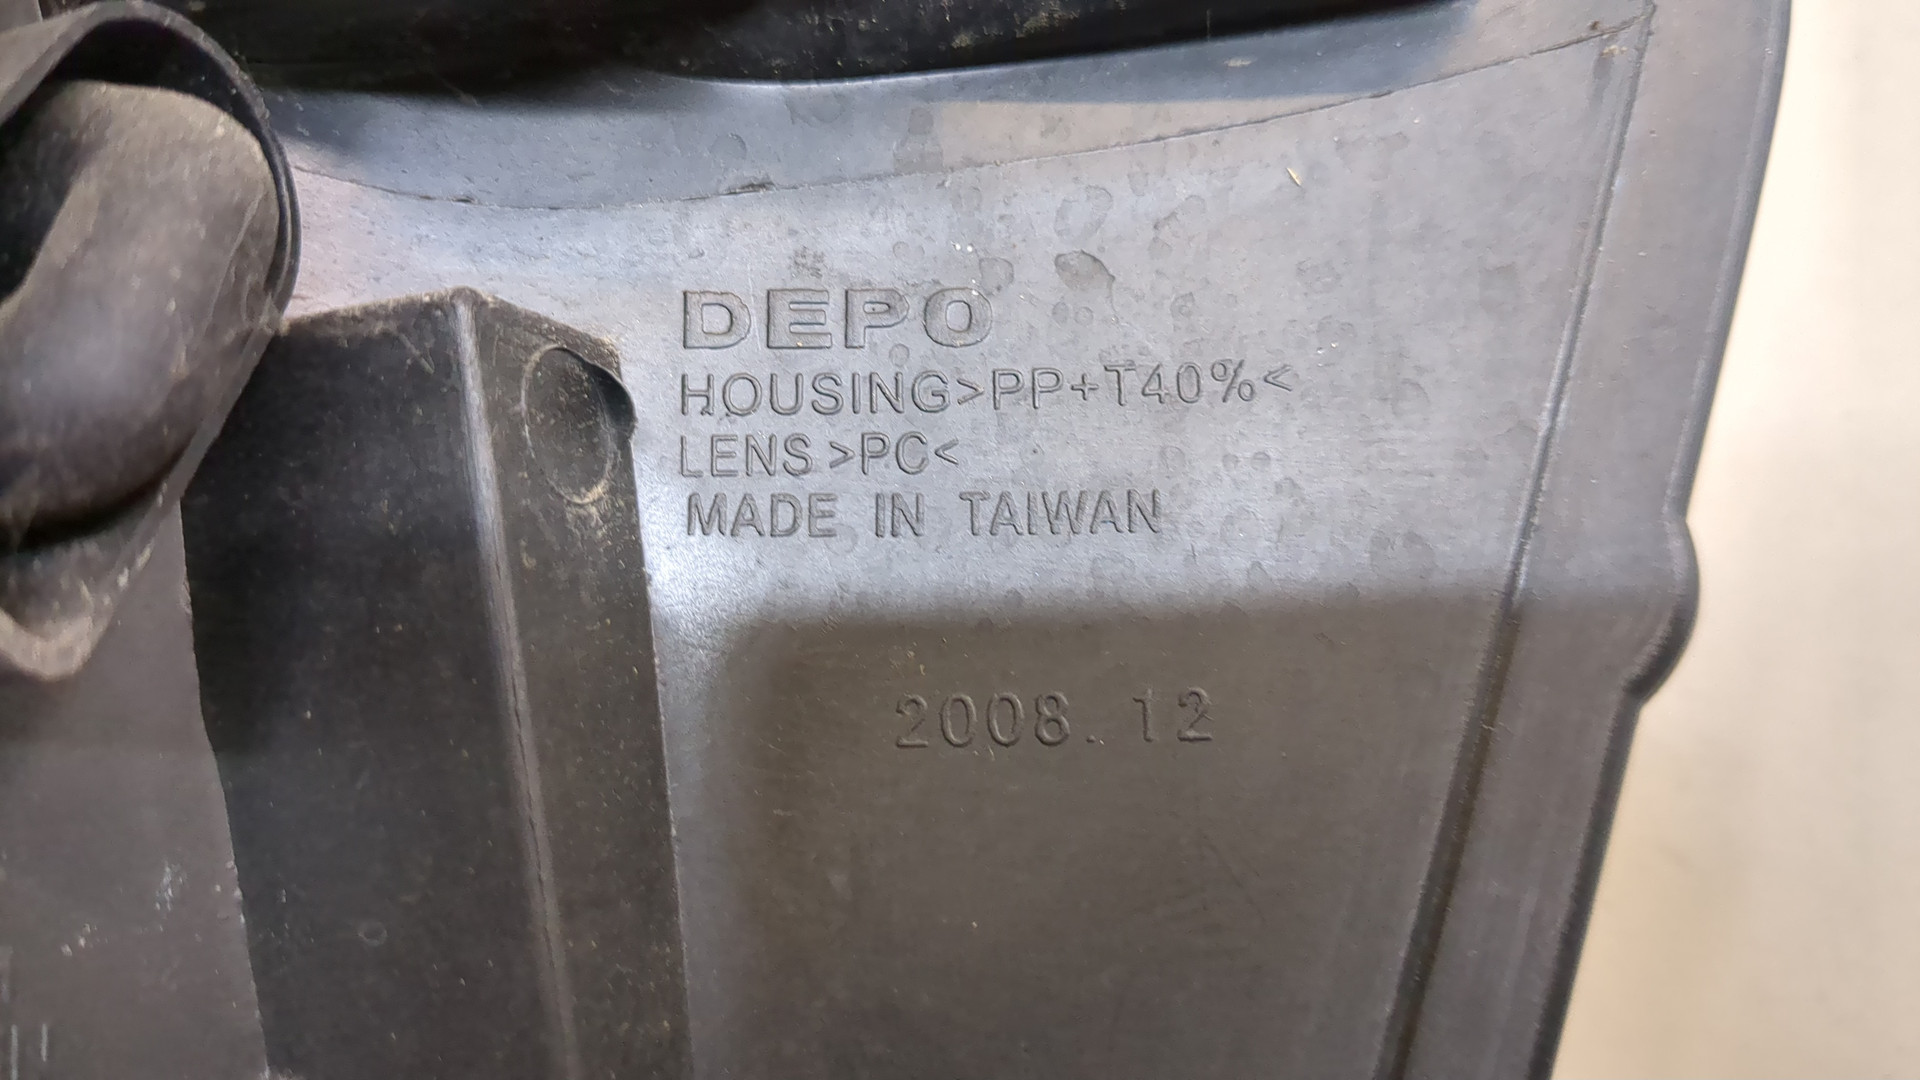 DEPO
HOUSING>PP+T40%<
LENS>PC<
MADE IN TAIWAN
2008.12